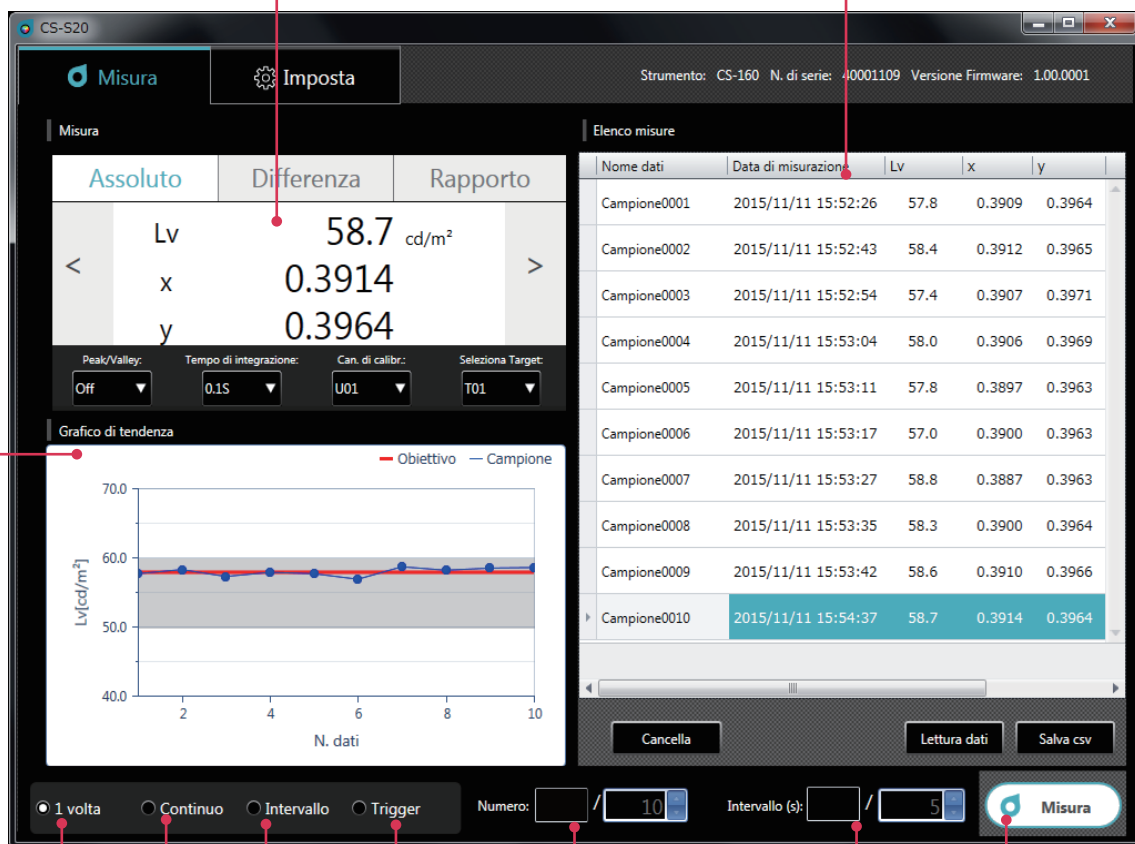 CS-S20
Misura
Imposta
Strumento: CS-160 N. di serie: 40001109 Versione Firmware: 1.00.0001
Misura
Assoluto Differenza Rapporto
Lv 58.7 cd/m²
< >
x 0.3914
y 0.3964
Peak/Valley: Tempo di integrazione: Can. di calibr.: Seleziona Target:
Off 0.1S U01 T01
Grafico di tendenza
Obiettivo Campione
70.0
60.0
50.0
40.0
Lv[cd/m²]
2 4 6 8 10
N. dati
Elenco misure
Nome dati Data di misurazione Lv x y
Campione0001 2015/11/11 15:52:26 57.8 0.3909 0.3964
Campione0002 2015/11/11 15:52:43 58.4 0.3912 0.3965
Campione0003 2015/11/11 15:52:54 57.4 0.3907 0.3971
Campione0004 2015/11/11 15:53:04 58.0 0.3906 0.3969
Campione0005 2015/11/11 15:53:11 57.8 0.3897 0.3963
Campione0006 2015/11/11 15:53:17 57.0 0.3900 0.3963
Campione0007 2015/11/11 15:53:27 58.8 0.3887 0.3963
Campione0008 2015/11/11 15:53:35 58.3 0.3900 0.3964
Campione0009 2015/11/11 15:53:42 58.6 0.3910 0.3966
Campione0010 2015/11/11 15:54:37 58.7 0.3914 0.3964
Cancella Lettura dati Salva csv
1 volta Continuo Intervallo Trigger Numero: / 10 Intervallo (s): / 5 Misura